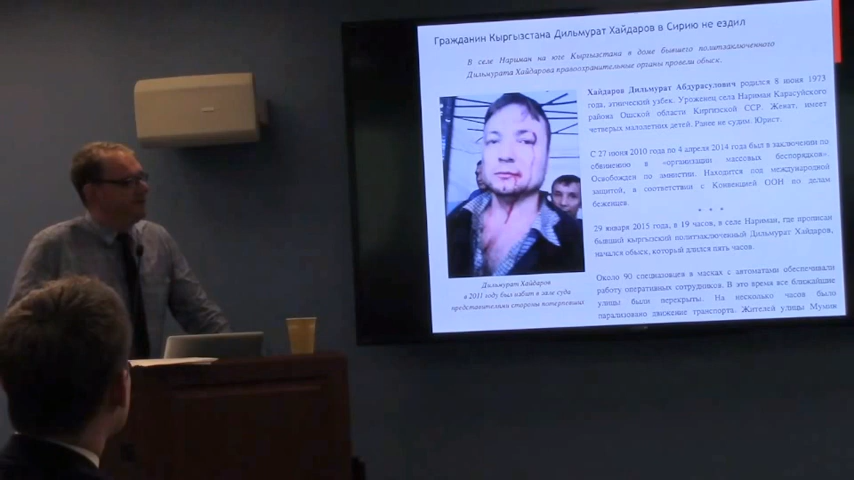 Гражданин Кыргызстана Дильмурат Хайдаров в Сирию не ездил
В селе Нариман на юге Кыргызстана в доме бывшего политзаключенного
Дильмурата Хайдарова правоохранительные органы провели обыск.
Хайдаров Дильмурат Абдурасулович родился 8 июня 1973
года, этнический узбек. Уроженец села Нариман Карасуйского
района Ошской области Киргизской ССР. Женат, имеет
четверых малолетних детей. Ранее не судим. Юрист.
С 27 июня 2010 года по 4 апреля 2014 года был в заключении по
обвинению в «организации массовых беспорядков».
Освобожден по амнистии. Находится под международной
защитой, в соответствии с Конвенцией ООН по делам
беженцев.
* * *
29 января 2015 года, в 19 часов, в селе Нариман, где прописан
бывший кыргызский политзаключенный Дильмурат Хайдаров,
начался обыск, который длился пять часов.
Около 90 спецназовцев в масках с автоматами обеспечивали
работу оперативных сотрудников. В это время все ближайшие
улицы были перекрыты. На несколько часов было
парализовано движение транспорта. Жителей улицы Мумин
Дильмурат Хайдаров
в 2011 году был избит в зале суда
представителями стороны потерпевших